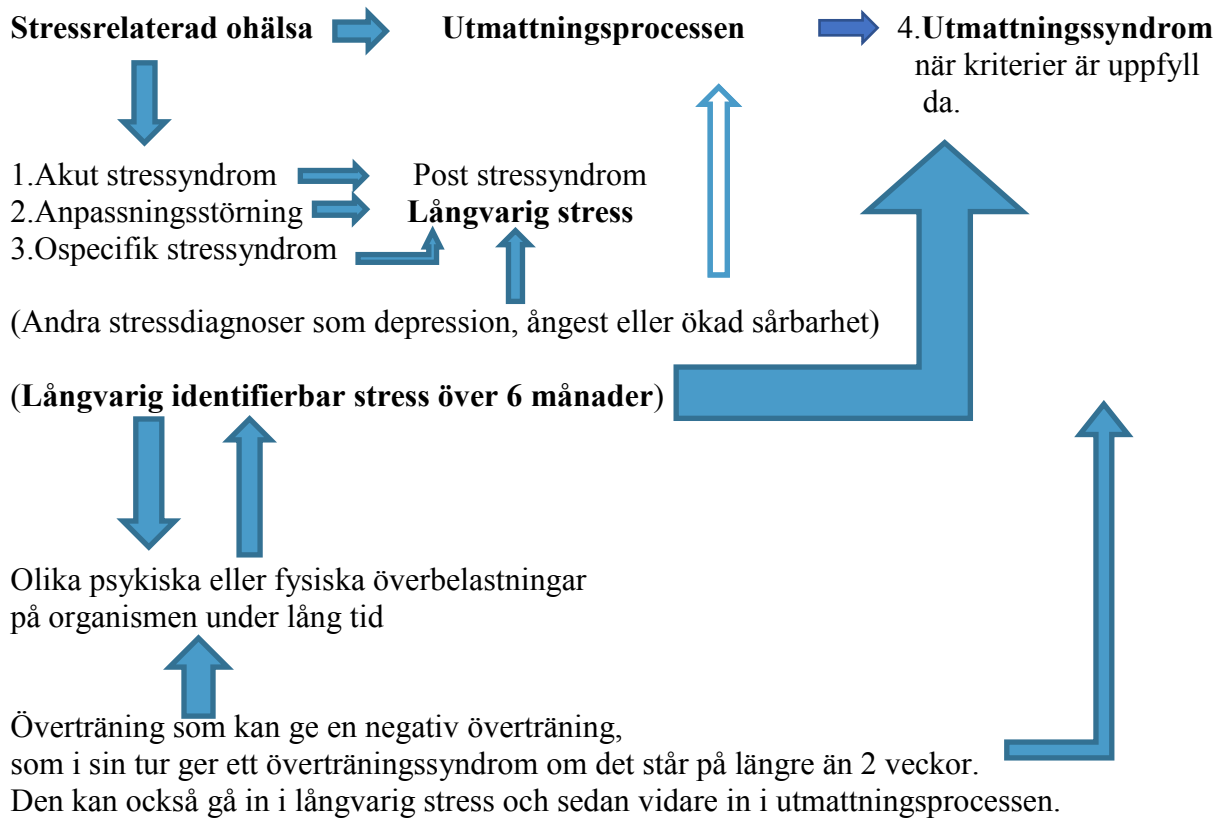 Stressrelaterad ohälsa Utmattningsprocessen 4.Utmattningssyndrom
när kriterier är uppfyll
da.
1.Akut stressyndrom Post stressyndrom
2.Anpassningsstörning Långvarig stress
3.Ospecifik stressyndrom
(Andra stressdiagnoser som depression, ångest eller ökad sårbarhet)
(Långvarig identifierbar stress över 6 månader)
Olika psykiska eller fysiska överbelastningar
på organismen under lång tid
Överträning som kan ge en negativ överträning,
som i sin tur ger ett överträningssyndrom om det står på längre än 2 veckor.
Den kan också gå in i långvarig stress och sedan vidare in i utmattningsprocessen.